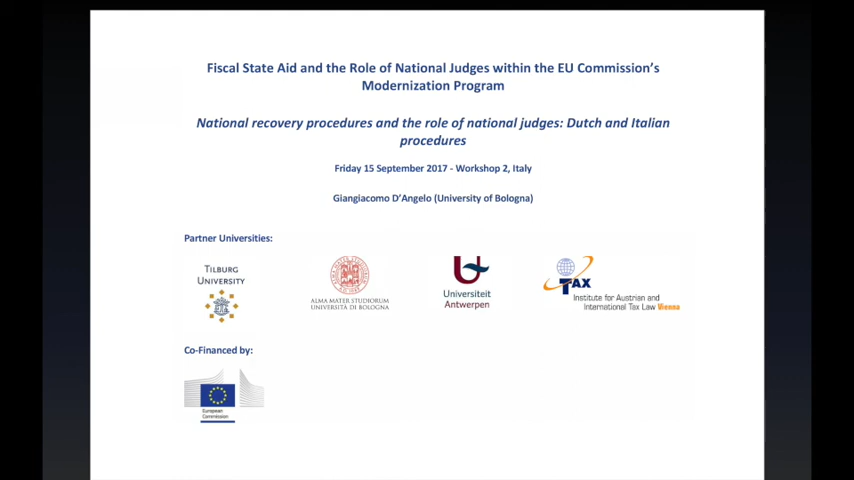 Fiscal State Aid and the Role of National Judges within the EU Commission's
Modernization Program
National recovery procedures and the role of national judges: Dutch and Italian
procedures
Friday 15 September 2017 - Workshop 2, Italy
Giangiacomo D'Angelo (University of Bologna)
Partner Universities:
TILBURG
UNIVERSITY
ALMA MATER STUDIORUM
UNIVERSITÀ DI BOLOGNA
Universiteit
Antwerpen
TAX
Institute for Austrian and
International Tax Law Vienna
Co-Financed by:
European
Commission